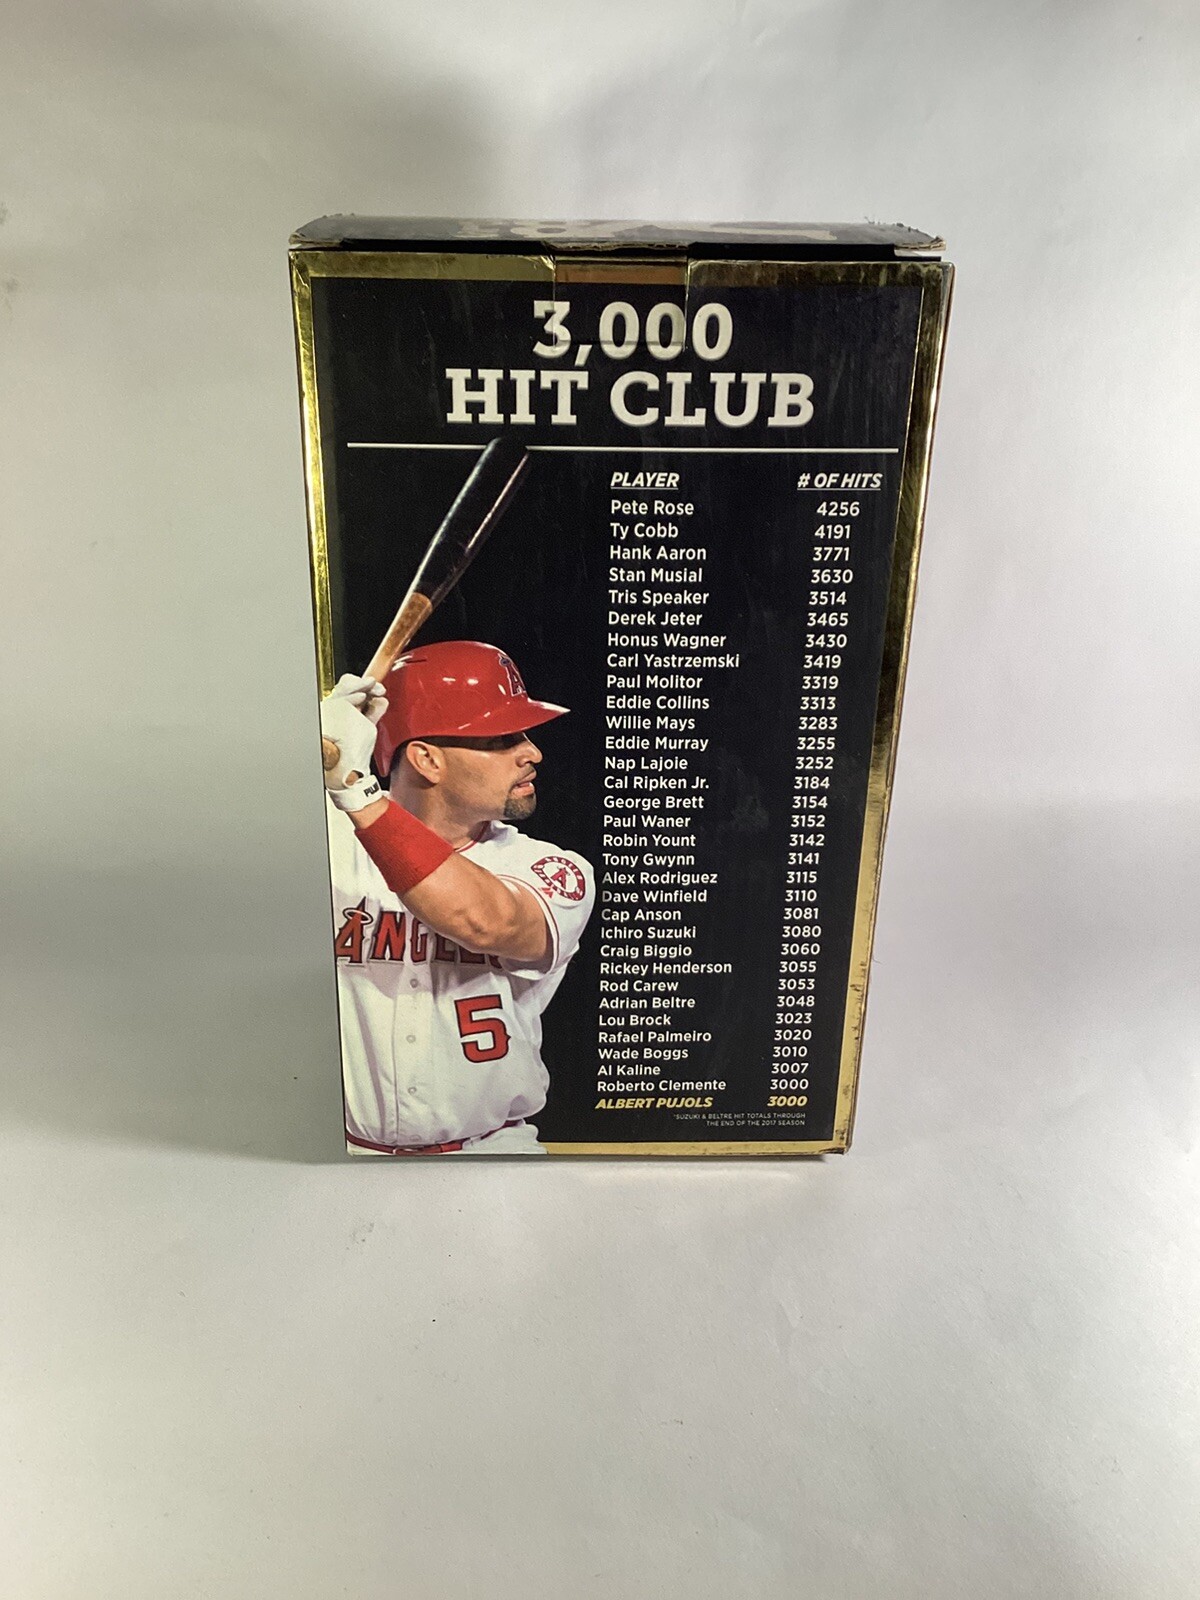 3,000
HIT CLUB
PLAYER # OF HITS
Pete Rose 4256
Ty Cobb 4191
Hank Aaron 3771
Stan Musial 3630
Tris Speaker 3514
Derek Jeter 3465
Honus Wagner 3430
Carl Yastrzemski 3419
Paul Molitor 3319
Eddie Collins 3313
Willie Mays 3283
Eddie Murray 3255
Nap Lajoie 3252
Cal Ripken Jr. 3184
George Brett 3154
Paul Waner 3152
Robin Yount 3142
Tony Gwynn 3141
Alex Rodriguez 3115
Dave Winfield 3110
Cap Anson 3081
Ichiro Suzuki 3080
Craig Biggio 3060
Rickey Henderson 3055
Rod Carew 3053
Adrian Beltre 3048
Lou Brock 3023
Rafael Palmeiro 3020
Wade Boggs 3010
Al Kaline 3007
Roberto Clemente 3000
ALBERT PUJOLS 3000
*SUZUKI & BELTRE HIT TOTALS THROUGH
THE END OF THE 2017 SEASON
A
A
ANGEL
5